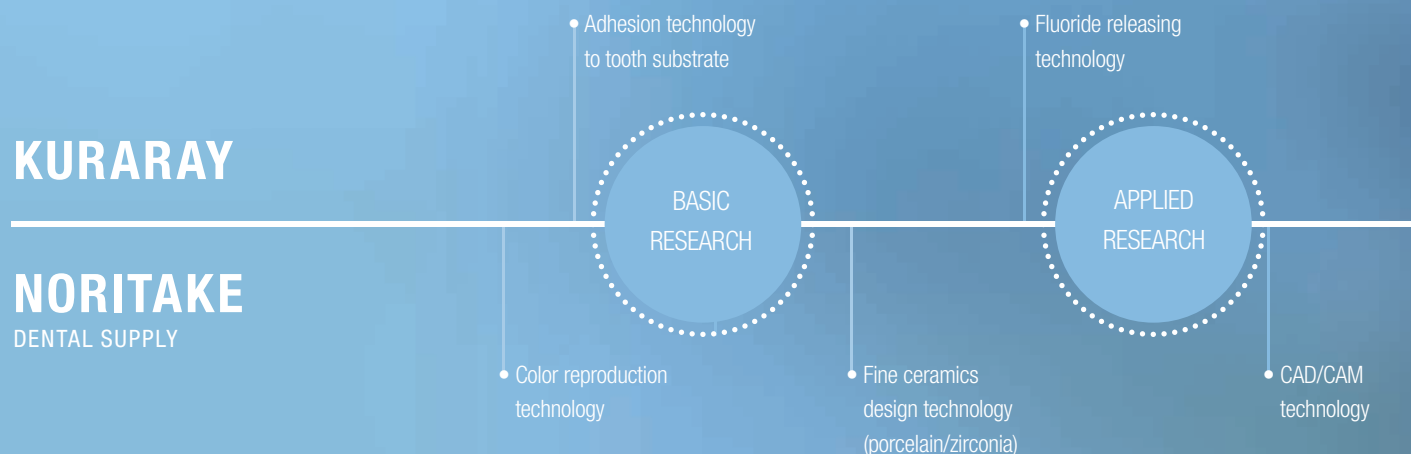 Adhesion technology
to tooth substrate
Fluoride releasing
technology
KURARAY
BASIC
RESEARCH
APPLIED
RESEARCH
NORITAKE
DENTAL SUPPLY
Color reproduction
technology
Fine ceramics
design technology
(porcelain/zirconia)
CAD/CAM
technology